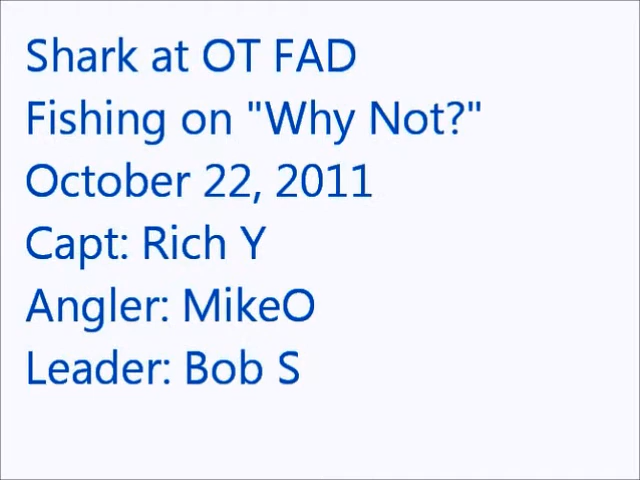 Shark at OT FAD
Fishing on "Why Not?"
October 22, 2011
Capt: Rich Y
Angler: MikeO
Leader: Bob S